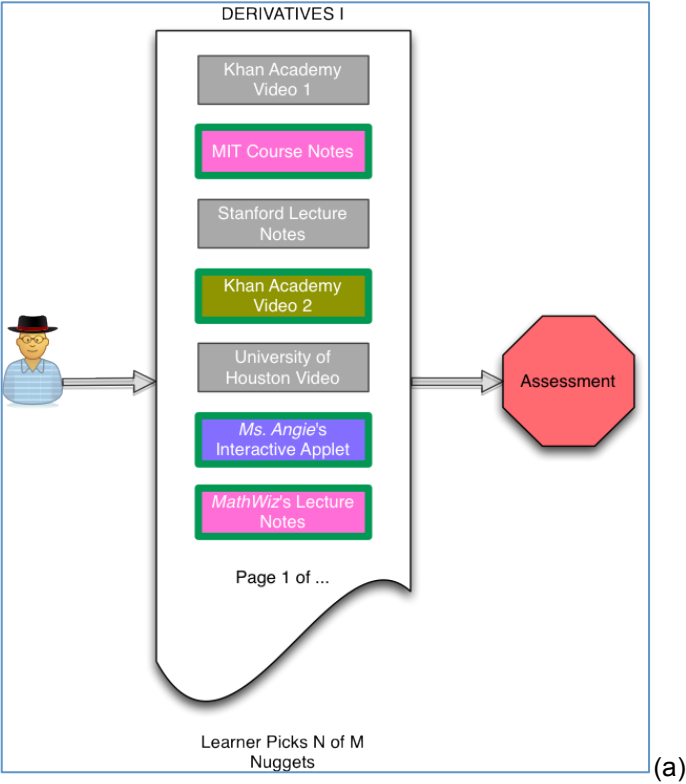 DERIVATIVES I
Khan Academy
Video 1
MIT Course Notes
Stanford Lecture
Notes
Khan Academy
Video 2
University of
Houston Video
Ms. Angie's
Interactive Applet
MathWiz's Lecture
Notes
Page 1 of ...
Assessment
Learner Picks N of M
Nuggets
(a)